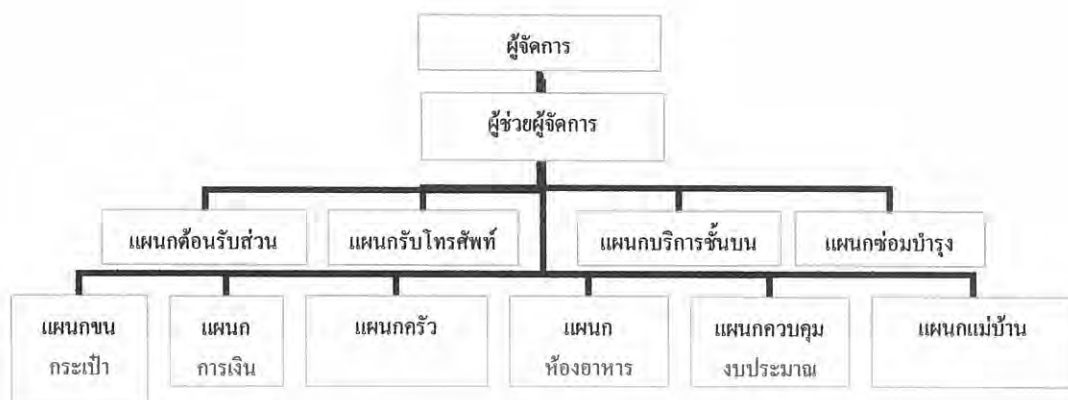 ผู้จัดการ
ผู้ช่วยผู้จัดการ
แผนกต้อนรับส่วน
แผนกรับโทรศัพท์
แผนกบริการชั้นบน
แผนกซ่อมบำรุง
แผนกขน
กระเป๋า
แผนก
การเงิน
แผนกครัว
แผนก
ห้องอาหาร
แผนกควบคุม
งบประมาณ
แผนกแม่บ้าน